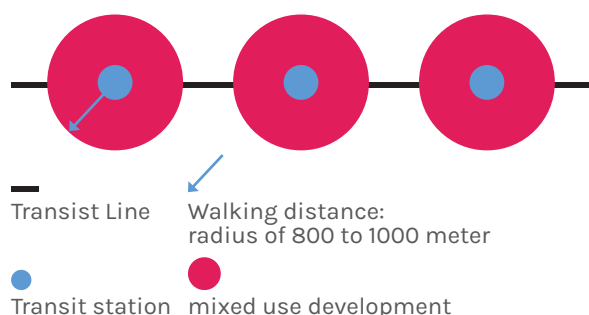 Transist Line
Walking distance:
radius of 800 to 1000 meter
Transit station
mixed use development